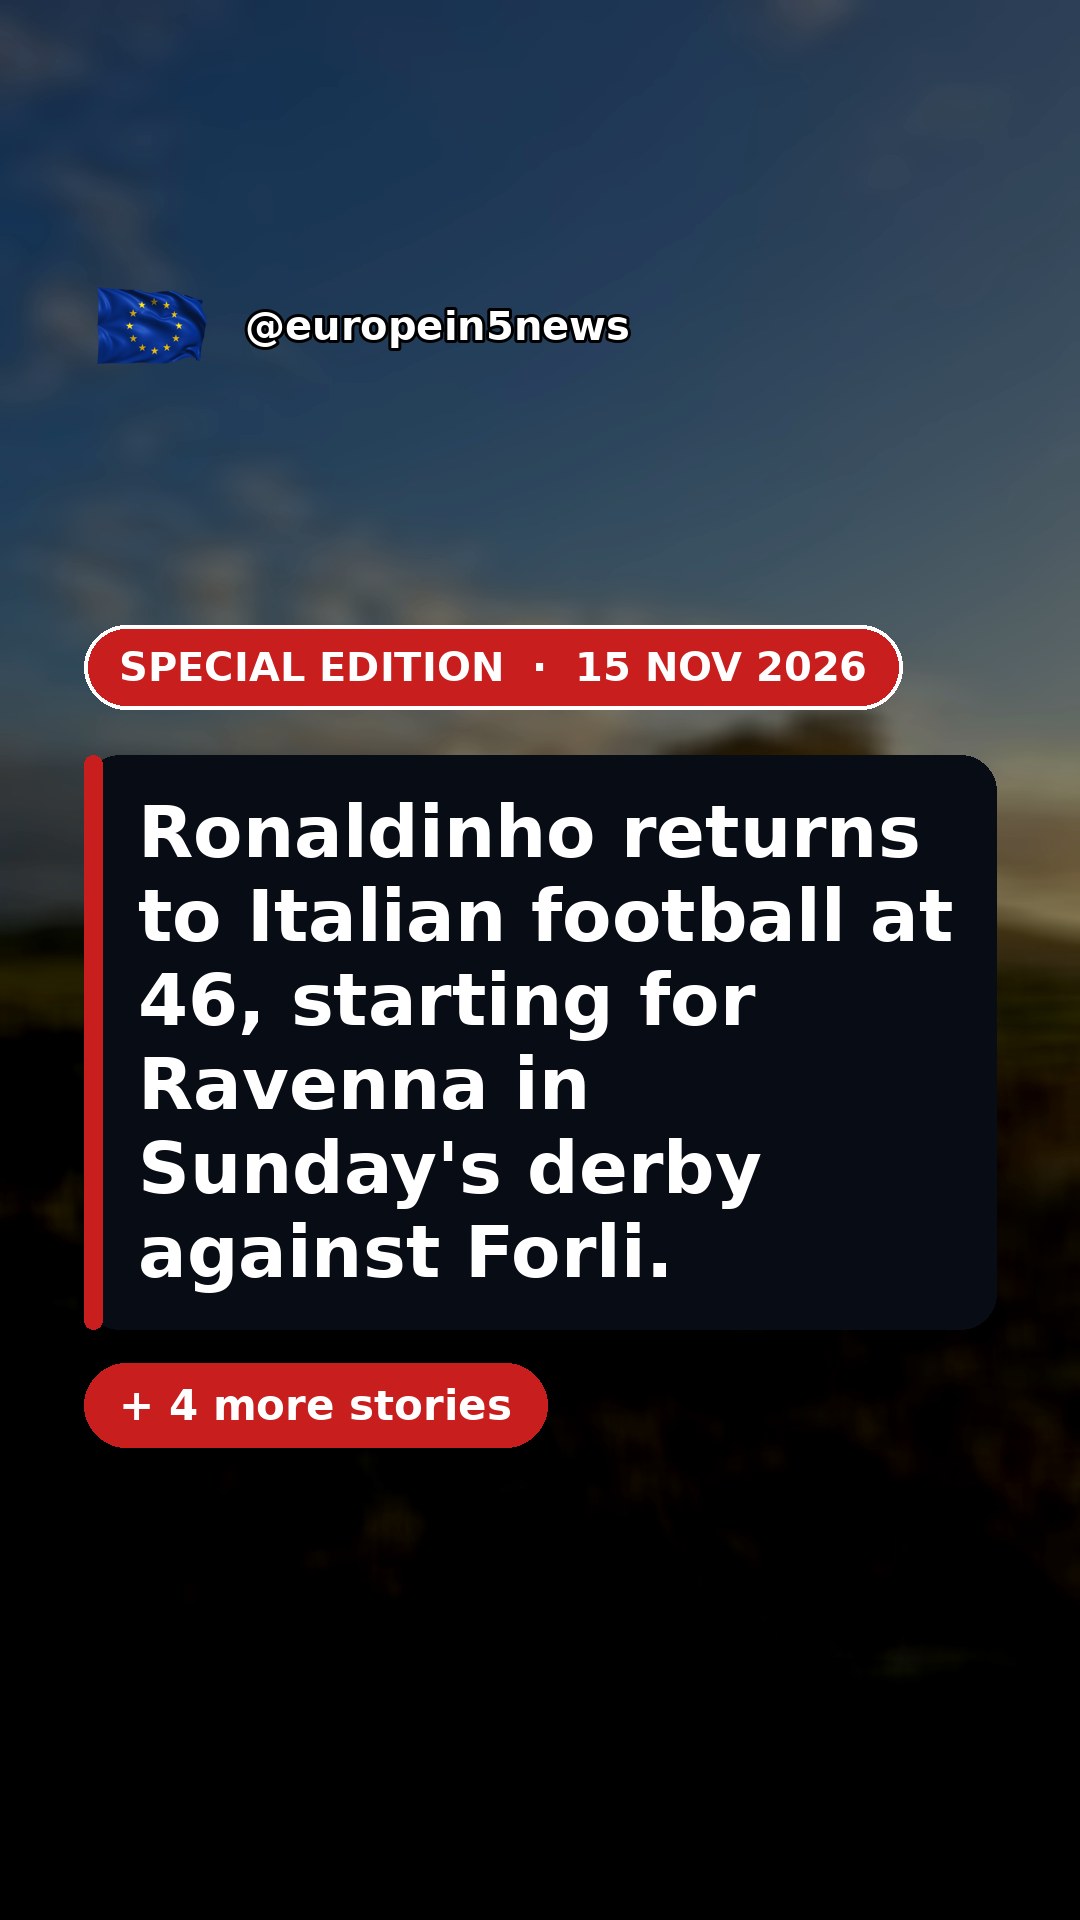 @europein5news
SPECIAL EDITION · 15 NOV 2026
Ronaldinho returns
to Italian football at
46, starting for
Ravenna in
Sunday's derby
against Forli.
+ 4 more stories